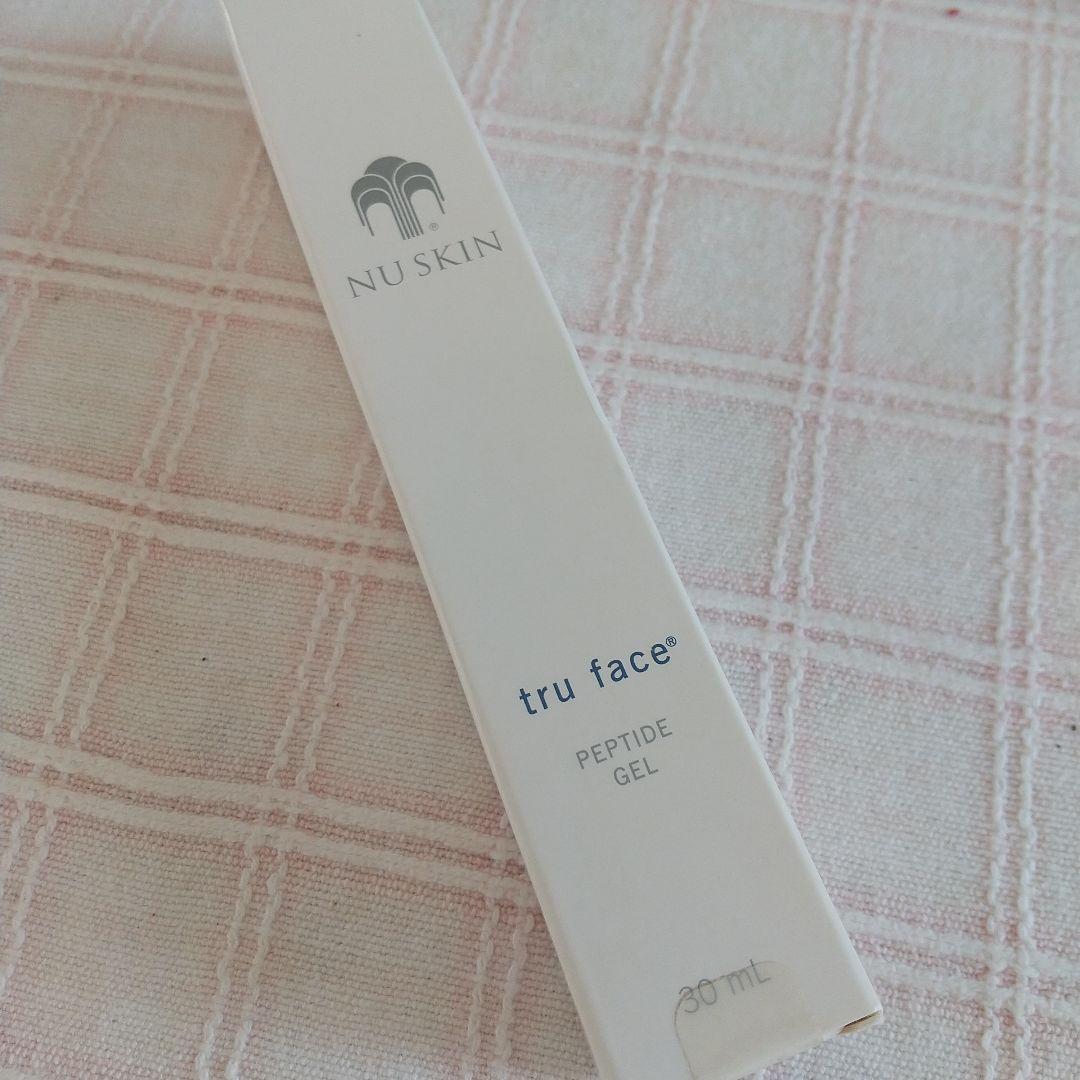 ®
NU SKIN
tru face®
PEPTIDE
GEL
30 mL